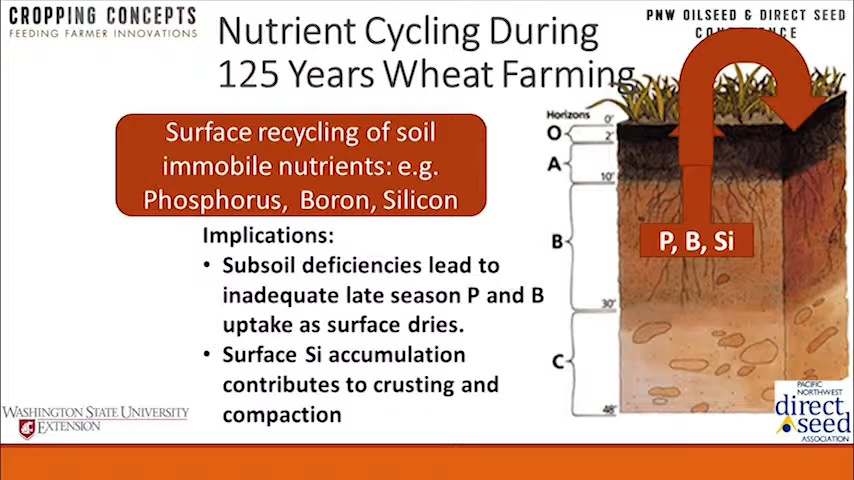 CROPPING CONCEPTS
FEEDING FARMER INNOVATIONS
PNW OILSEED & DIRECT SEED
Nutrient Cycling During
125 Years Wheat Farming
Surface recycling of soil
immobile nutrients: e.g.
Phosphorus, Boron, Silicon
Implications:
• Subsoil deficiencies lead to
inadequate late season P and B
uptake as surface dries.
• Surface Si accumulation
contributes to crusting and
compaction
Horizons
0'
O
2"
A
10"
B
30"
C
48"
P, B, Si
WASHINGTON STATE UNIVERSITY
EXTENSION
PACIFIC
NORTHWEST
direct
seed
ASSOCIATION